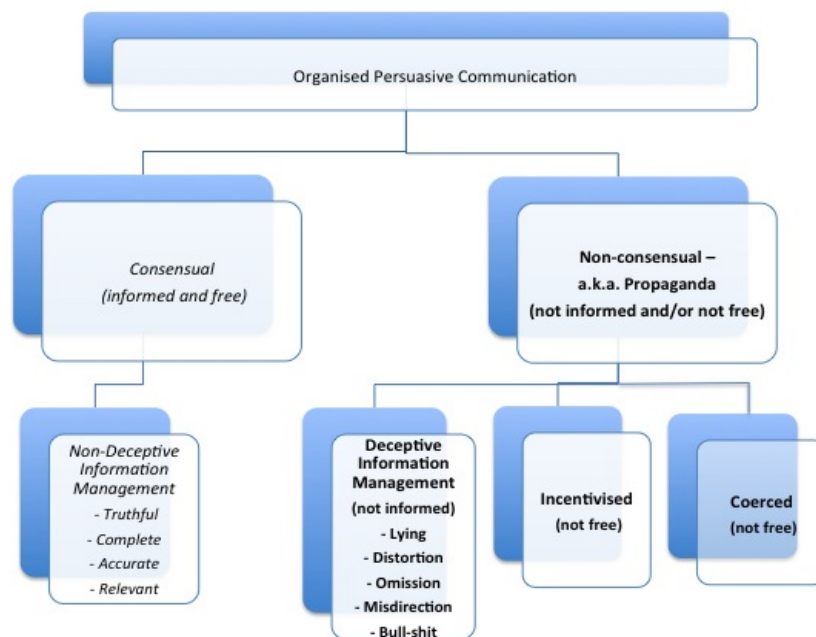 Organised Persuasive Communication
Consensual
(informed and free)
Non-consensual –
a.k.a. Propaganda
(not informed and/or not free)
Non-Deceptive
Information
Management
- Truthful
- Complete
- Accurate
- Relevant
Deceptive
Information
Management
(not informed)
- Lying
- Distortion
- Omission
- Misdirection
- Bull-shit
Incentivised
(not free)
Coerced
(not free)